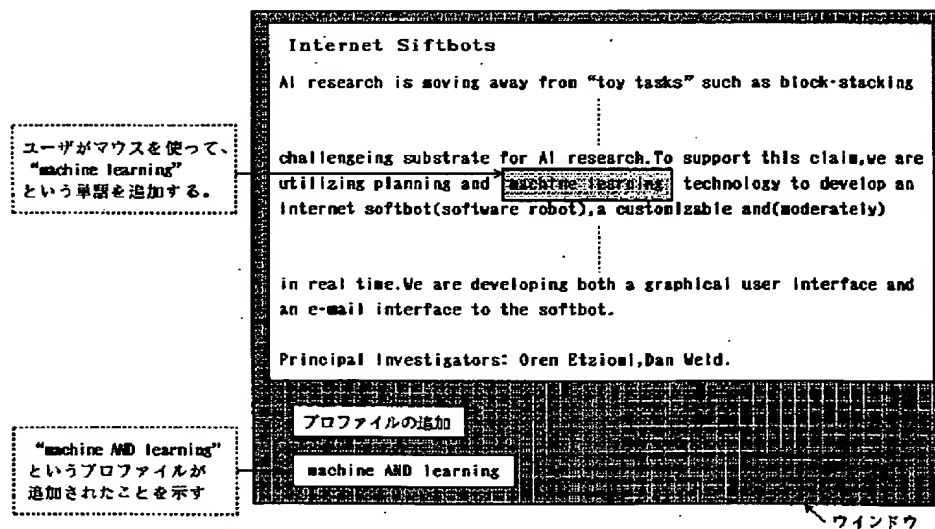 Internet Siftbots
AI research is moving away from “toy tasks” such as block-stacking
ユーザがマウスを使って、
“machine learning”
という単語を追加する。
challengeing substrate for AI research.To support this claim,we are
utilizing planning and machine learning technology to develop an
internet softbot(software robot),a customizable and(moderately)
in real time.We are developing both a graphical user interface and
an e-mail interface to the softbot.
Principal Investigators: Oren Etziomi,Dan Weld.
プロファイルの追加
“machine AND learning”
というプロファイルが
追加されたことを示す
machine AND learning
ウインドウ